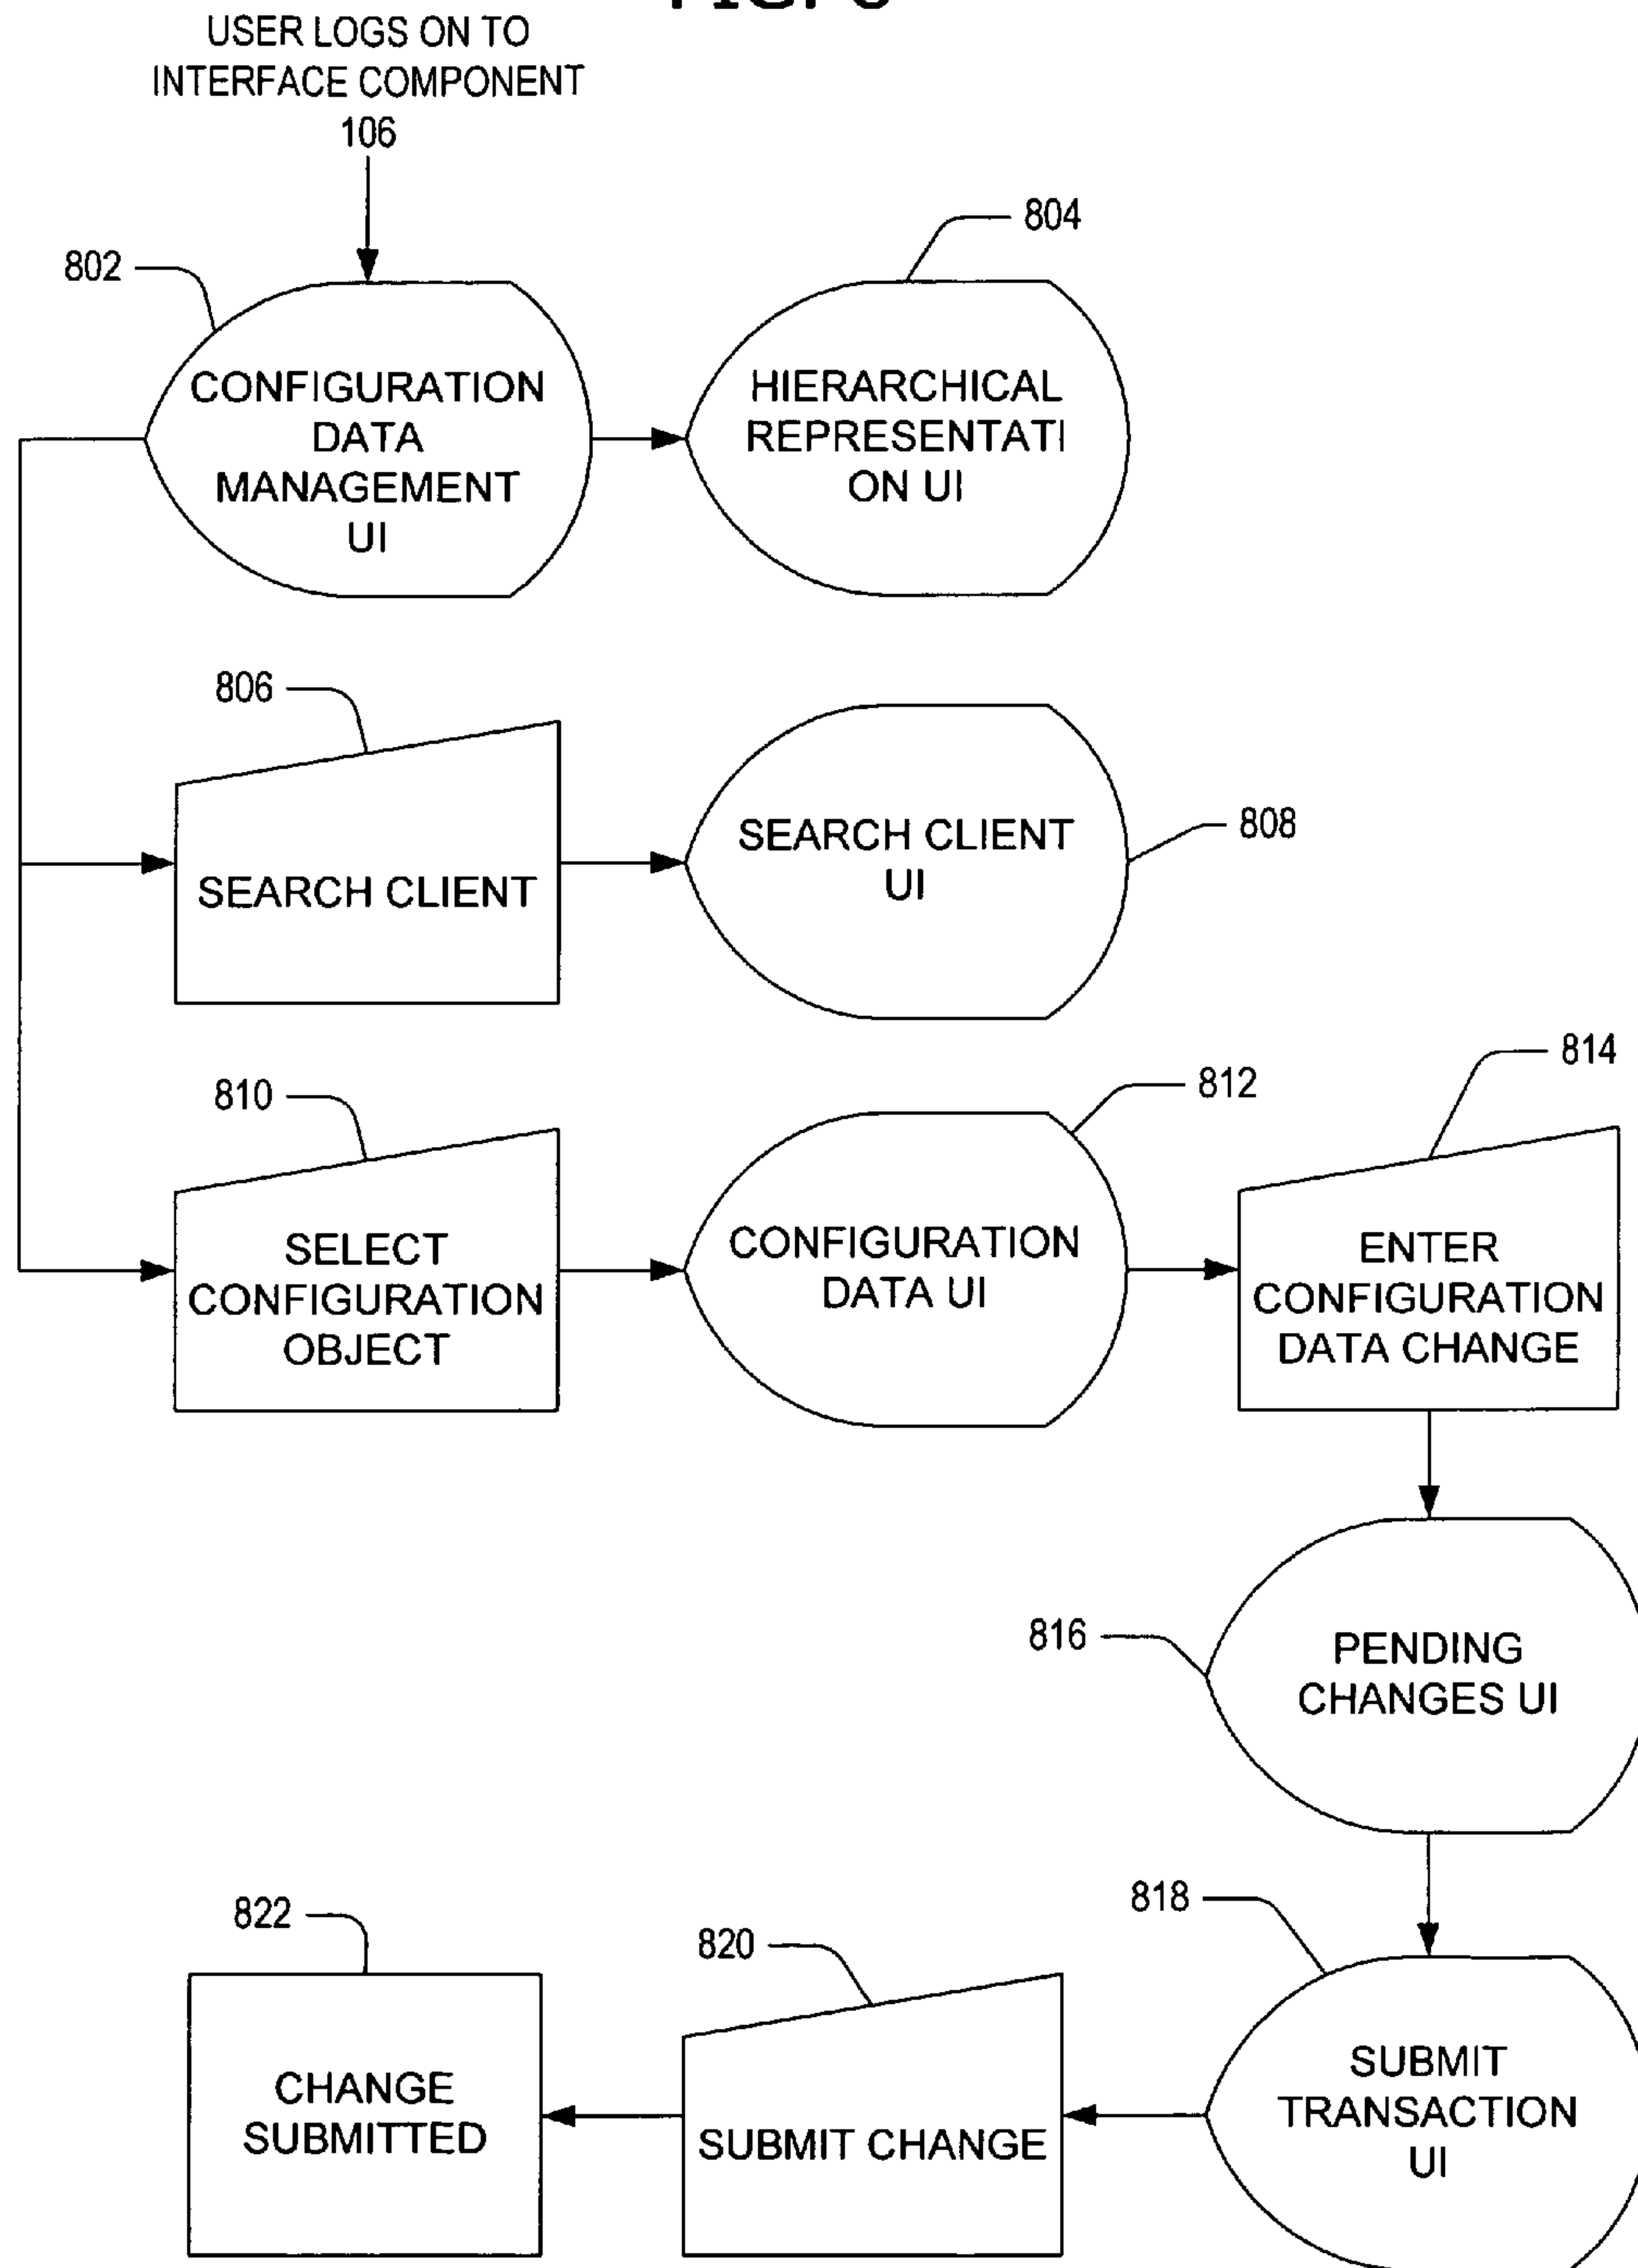 USER LOGS ON TO
INTERFACE COMPONENT
106
804
802
CONFIGURATION
DATA
MANAGEMENT
UI
HIERARCHICAL
REPRESENTATI
ON UI
806
SEARCH CLIENT
SEARCH CLIENT
UI
808
810
SELECT
CONFIGURATION
OBJECT
812
CONFIGURATION
DATA UI
814
ENTER
CONFIGURATION
DATA CHANGE
816
PENDING
CHANGES UI
818
SUBMIT
TRANSACTION
UI
820
SUBMIT CHANGE
822
CHANGE
SUBMITTED